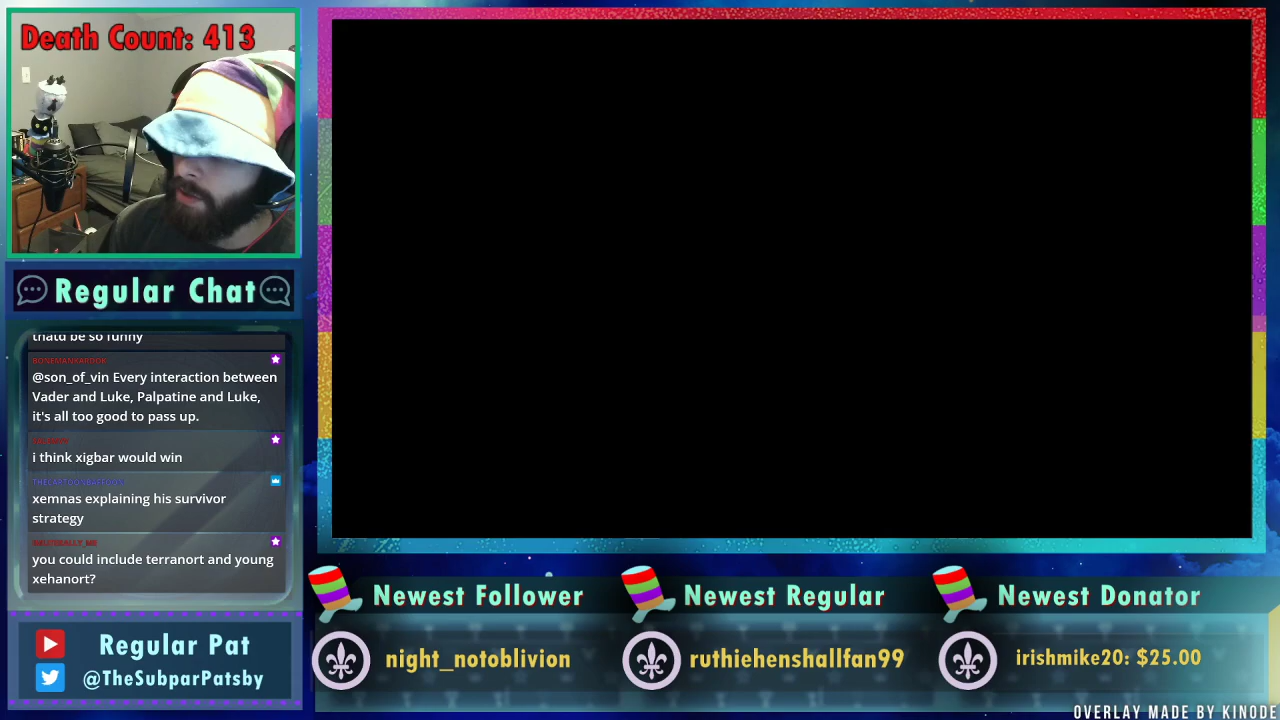 Death Count: 413
Regular Chat
thatd be so funny
BONEMANKARDOK
@son_of_vin Every interaction between
Vader and Luke, Palpatine and Luke,
it's all too good to pass up.
i think xigbar would win
xemnas explaining his survivor
strategy
you could include terranort and young
xehanort?
Regular Pat
@TheSubparPatsby
Newest Follower
night_notoblivion
Newest Regular
ruthiehenshallfan99
Newest Donator
irishmike20: $25.00
OVERLAY MADE BY KINODE